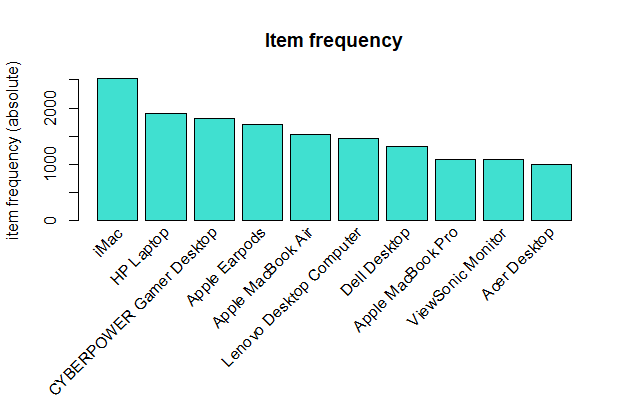 Item frequency
item frequency (absolute)
2000
1000
0
iMac
HP Laptop
CYBERPOWER Gamer Desktop
Apple Earpods
Apple MacBook Air
Lenovo Desktop Computer
Dell Desktop
Apple MacBook Pro
ViewSonic Monitor
Acer Desktop